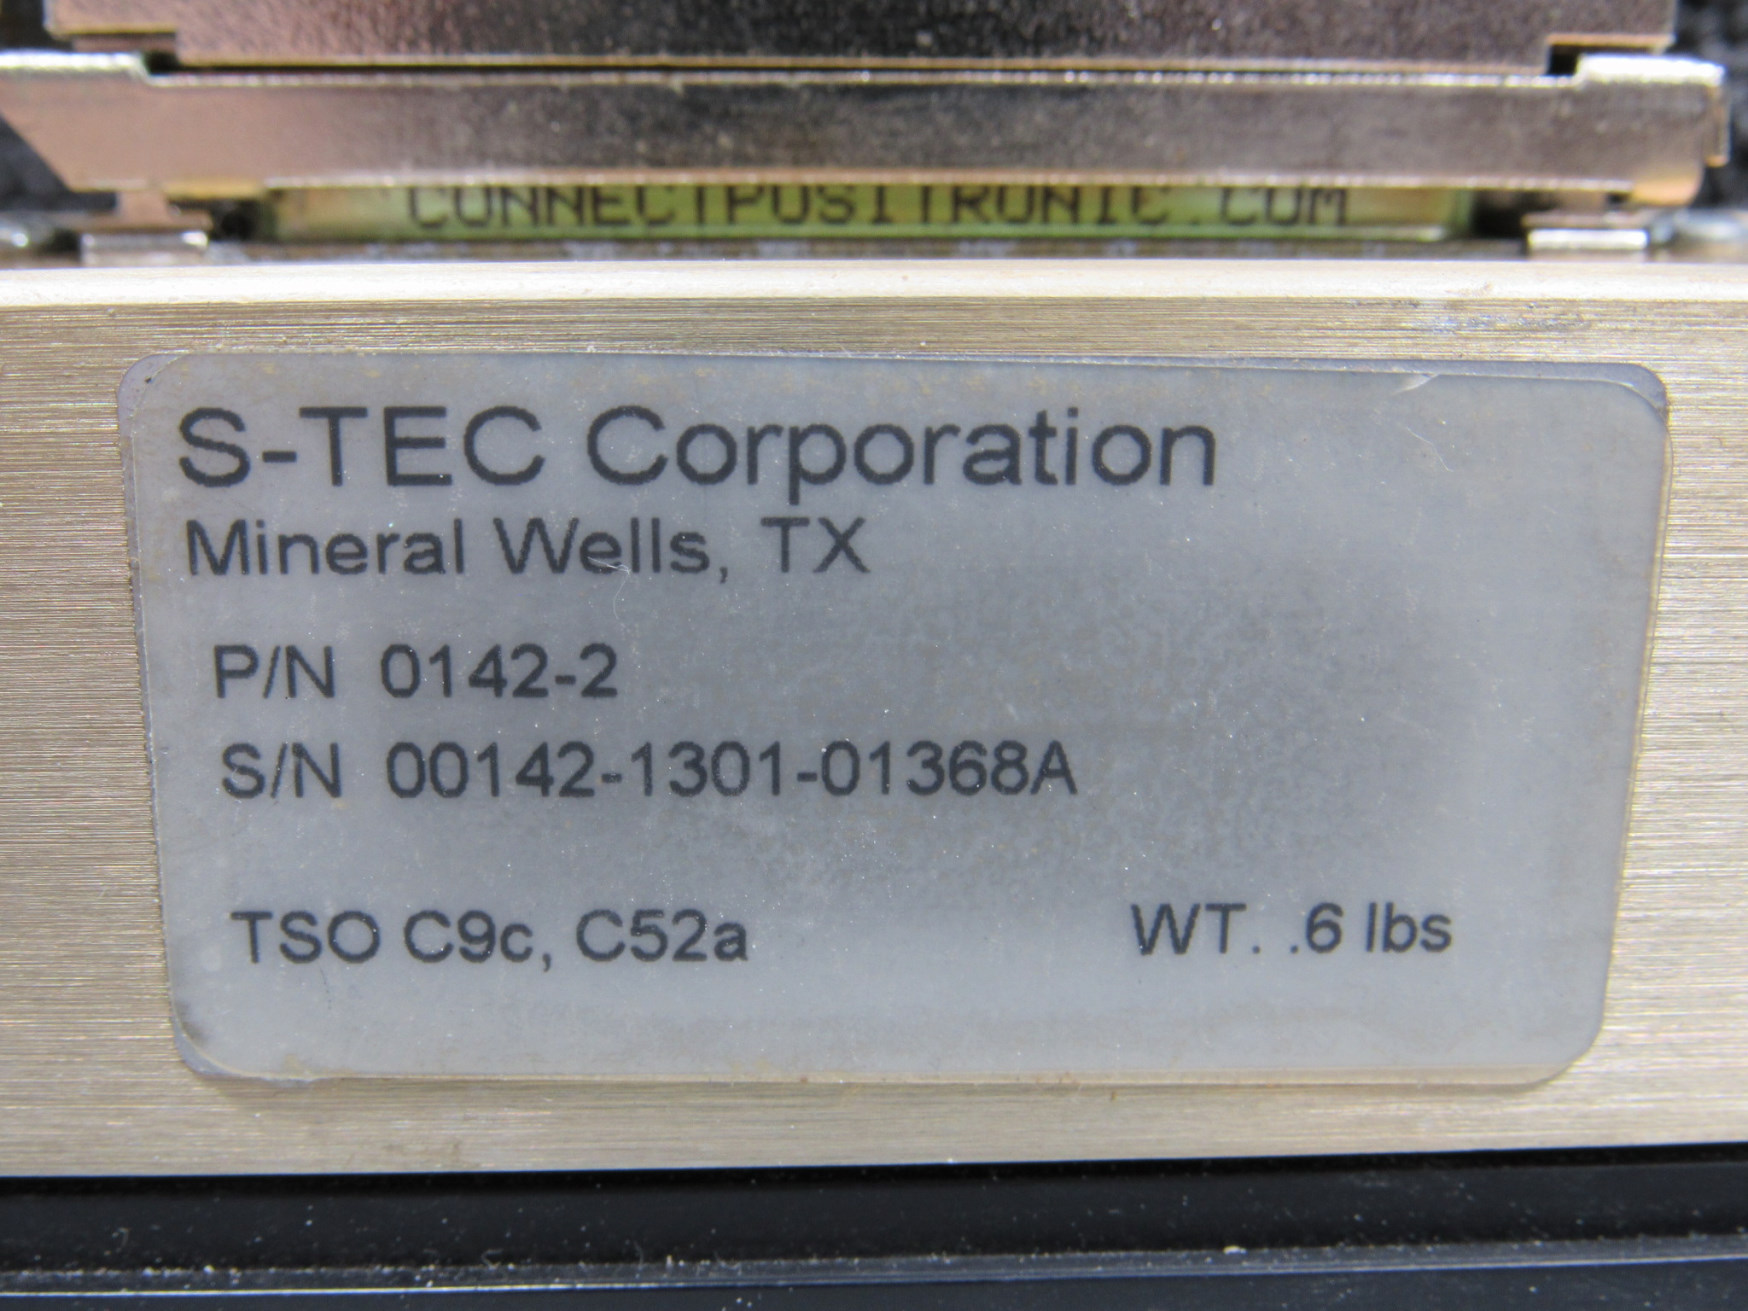 CONNECTPOSITRONIC.COM
S-TEC Corporation
Mineral Wells, TX
P/N 0142-2
S/N 00142-1301-01368A
TSO C9c, C52a WT. .6 lbs